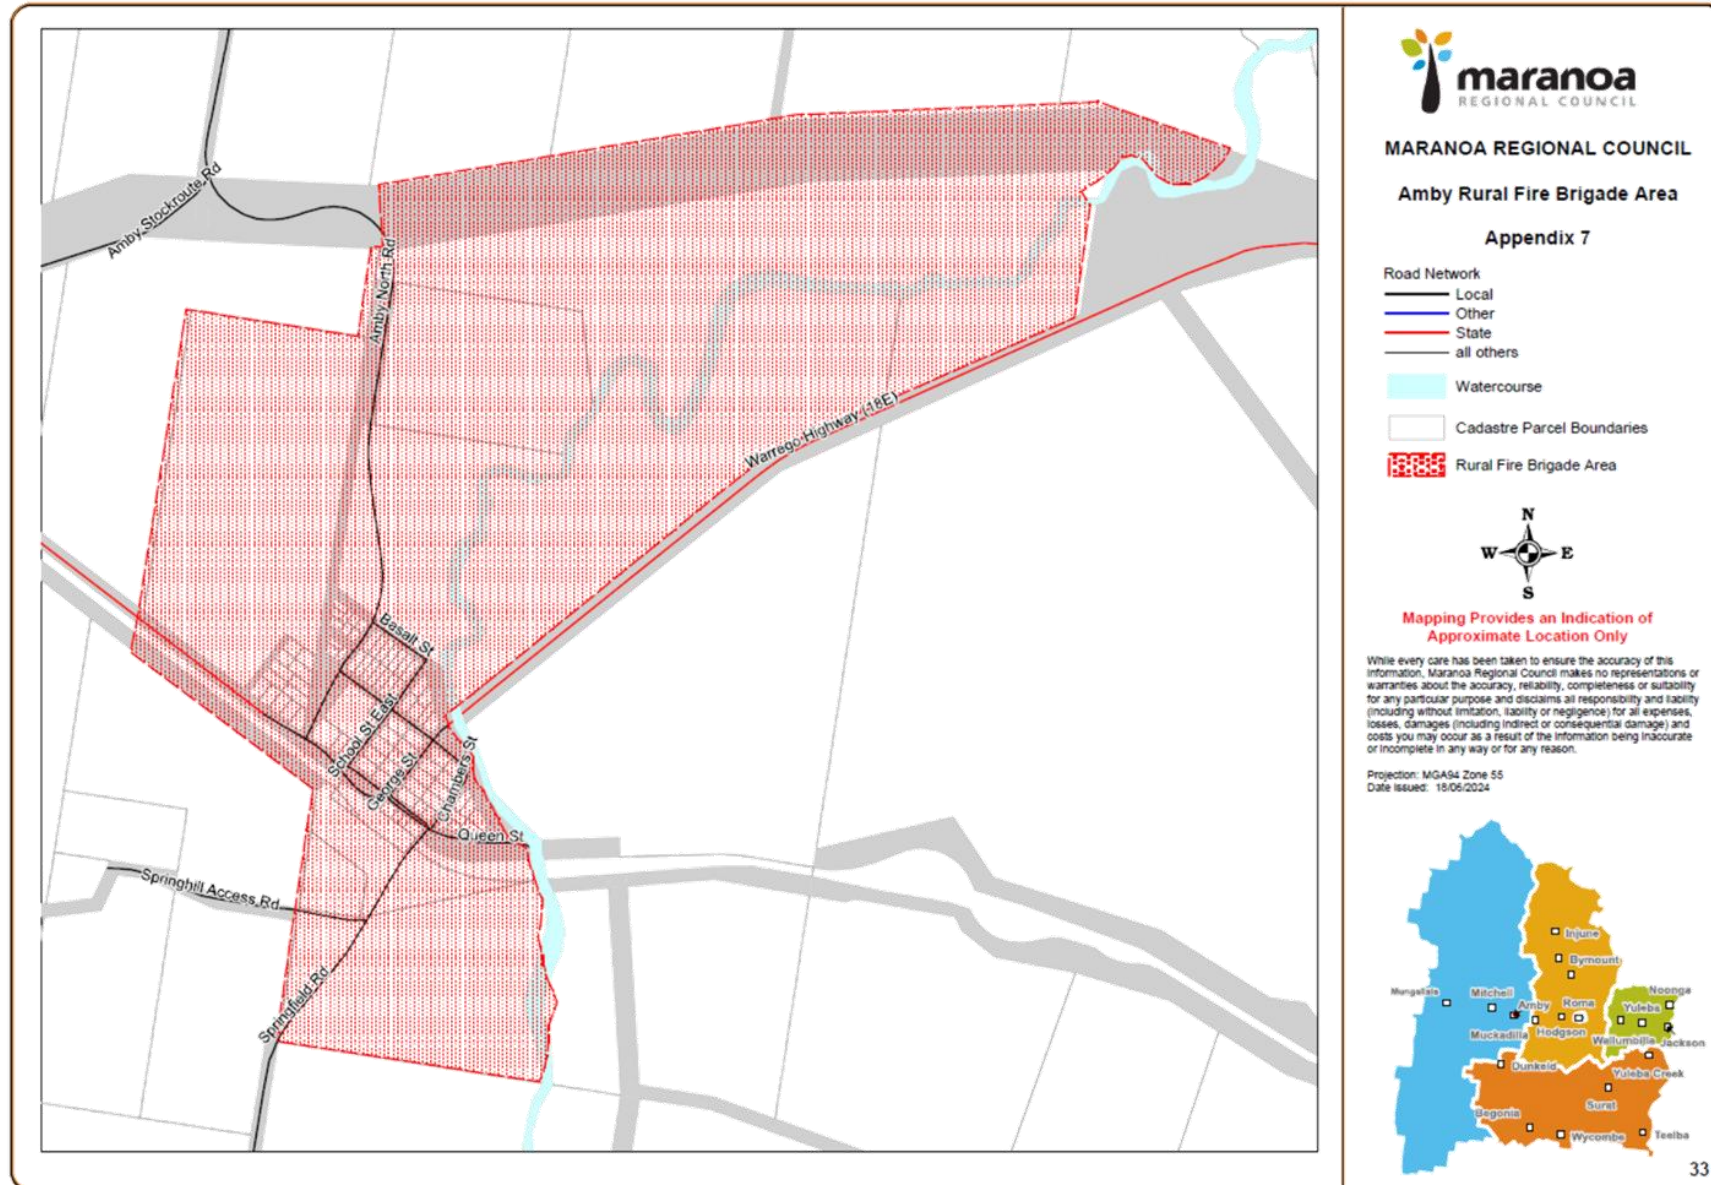 Amby Stockroute Rd
Amby North Rd
Warrego Highway (18E)
Basalt St
School St East
George St
Chambers St
Queen St
Springhill Access Rd
Springfield Rd
maranoa
REGIONAL COUNCIL
MARANOA REGIONAL COUNCIL
Amby Rural Fire Brigade Area
Appendix 7
Road Network
Local
Other
State
all others
Watercourse
Cadastre Parcel Boundaries
Rural Fire Brigade Area
N
W E
S
Mapping Provides an Indication of
Approximate Location Only
While every care has been taken to ensure the accuracy of this
information, Maranoa Regional Council makes no representations or
warranties about the accuracy, reliability, completeness or suitability
for any particular purpose and disclaims all responsibility and liability
(including without limitation, liability or negligence) for all expenses,
losses, damages (including indirect or consequential damage) and
costs you may occur as a result of the information being inaccurate
or incomplete in any way or for any reason.
Projection: MGA94 Zone 55
Date Issued: 18/06/2024
Injune
Bymount
Mungallala
Mitchell
Amby
Roma
Noonga
Yuleba
Muckadilla
Hodgson
Wallumbilla
Jackson
Dunkeld
Yuleba Creek
Surat
Begonia
Wycombe
Teelba
33